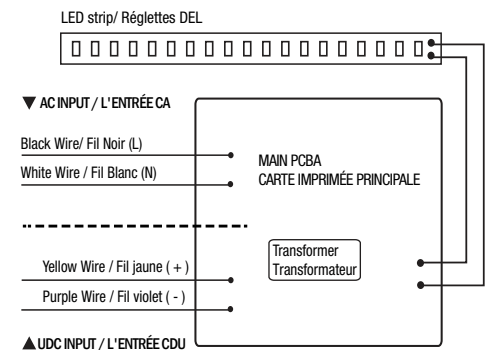 LED strip/ Réglettes DEL
▼ AC INPUT / L'ENTRÉE CA
Black Wire/ Fil Noir (L)
White Wire / Fil Blanc (N)
MAIN PCBA
CARTE IMPRIMÉE PRINCIPALE
Transformer
Transformateur
Yellow Wire / Fil jaune ( + )
Purple Wire / Fil violet ( - )
▲UDC INPUT / L'ENTRÉE CDU